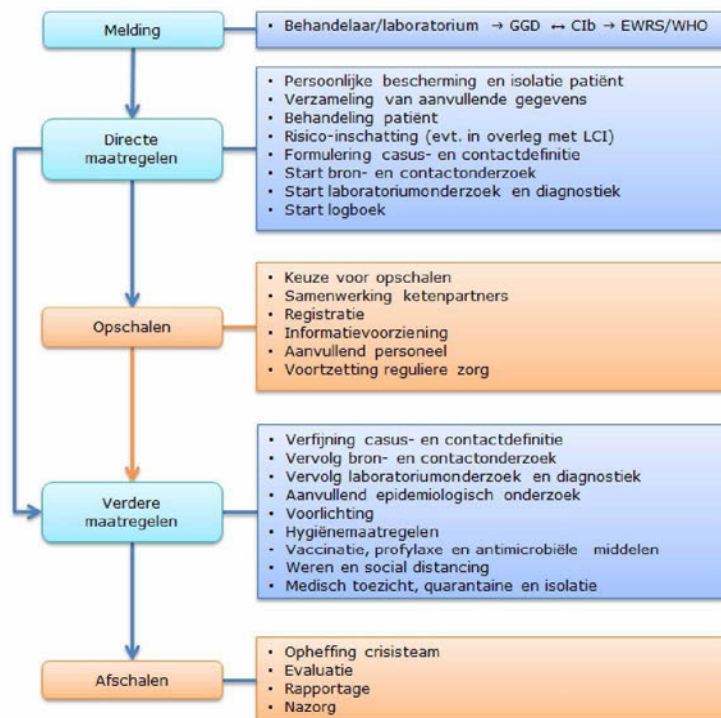 Melding
• Behandelaar/laboratorium → GGD ↔ CIb → EWRS/WHO
Directe
maatregelen
• Persoonlijke bescherming en isolatie patiënt
• Verzameling van aanvullende gegevens
• Behandeling patiënt
• Risico-inschatting (evt. in overleg met LCI)
• Formulering casus- en contactdefinitie
• Start bron- en contactonderzoek
• Start laboratoriumonderzoek en diagnostiek
• Start logboek
Opschalen
• Keuze voor opschalen
• Samenwerking ketenpartners
• Registratie
• Informatievoorziening
• Aanvullend personeel
• Voortzetting reguliere zorg
Verdere
maatregelen
• Verfijning casus- en contactdefinitie
• Vervolg bron- en contactonderzoek
• Vervolg laboratoriumonderzoek en diagnostiek
• Aanvullend epidemiologisch onderzoek
• Voorlichting
• Hygiënemaatregelen
• Vaccinatie, profylaxe en antimicrobiële middelen
• Weren en social distancing
• Medisch toezicht, quarantaine en isolatie
Afschalen
• Opheffing crisisteam
• Evaluatie
• Rapportage
• Nazorg